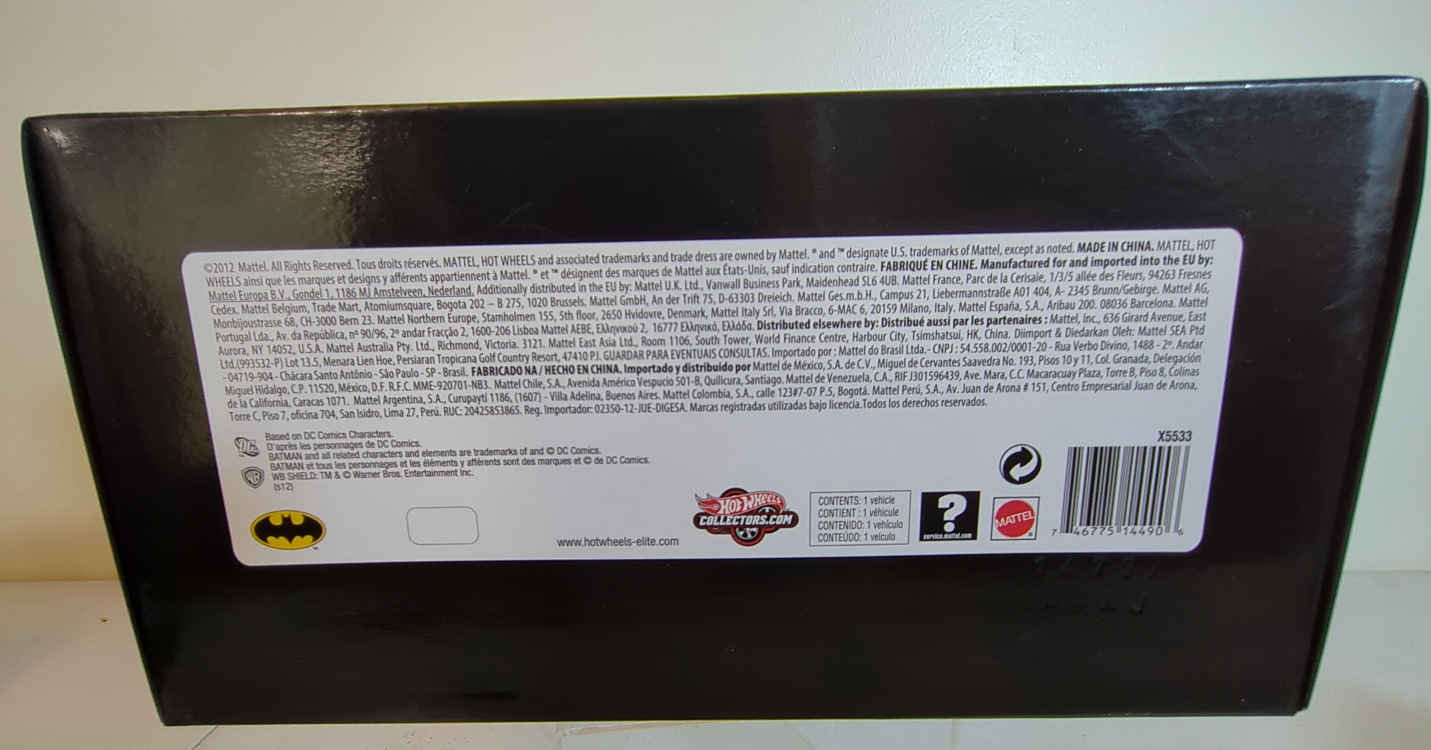 ©2012 Mattel. All Rights Reserved. Tous droits réservés. MATTEL, HOT WHEELS and associated trademarks and trade dress are owned by Mattel. ® and ™ designate U.S. trademarks of Mattel, except as noted. MADE IN CHINA. MATTEL, HOT
WHEELS ainsi que les marques et designs y afférents appartiennent à Mattel. ® et ™ désignent des marques de Mattel aux États-Unis, sauf indication contraire. FABRIQUÉ EN CHINE. Manufactured for and imported into the EU by:
Mattel Europa B.V., Gondel 1, 1186 MJ Amstelveen, Nederland. Additionally distributed in the EU by: Mattel U.K. Ltd., Vanwall Business Park, Maidenhead SL6 4UB. Mattel France, Parc de la Cerisaie, 1/3/5 allée des Fleurs, 94263 Fresnes
Cedex. Mattel Belgium, Trade Mart, Atomiumsquare, Bogota 202 – B 275, 1020 Brussels. Mattel GmbH, An der Trift 75, D-63303 Dreieich. Mattel Ges.m.b.H., Campus 21, Liebermannstraße A01 404, A- 2345 Brunn/Gebirge. Mattel AG,
Monbijoustrasse 68, CH-3000 Bern 23. Mattel Northern Europe, Stamholmen 155, 5th floor, 2650 Hvidovre, Denmark, Mattel Italy Srl, Via Bracco, 6-MAC 6, 20159 Milano, Italy. Mattel España, S.A., Aribau 200. 08036 Barcelona. Mattel
Portugal Lda., Av. da República, nº 90/96, 2º andar Fracção 2, 1600-206 Lisboa Mattel AEBE, Ελληνικού 2, 16777 Ελληνικό, Ελλάδα. Distributed elsewhere by: Distribué aussi par les partenaires : Mattel, Inc., 636 Girard Avenue, East
Aurora, NY 14052, U.S.A. Mattel Australia Pty. Ltd., Richmond, Victoria. 3121. Mattel East Asia Ltd., Room 1106, South Tower, World Finance Centre, Harbour City, Tsimshatsui, HK, China. Diimport & Diedarkan Oleh: Mattel SEA Ptd
Ltd.(993532-P) Lot 13.5, Menara Lien Hoe, Persiaran Tropicana Golf Country Resort, 47410 PJ. GUARDAR PARA EVENTUAIS CONSULTAS. Importado por : Mattel do Brasil Ltda.- CNPJ : 54.558.002/0001-20 - Rua Verbo Divino, 1488 - 2º. Andar
- 04719-904 - Chácara Santo Antônio - São Paulo - SP - Brasil. FABRICADO NA / HECHO EN CHINA. Importado y distribuido por Mattel de México, S.A. de C.V., Miguel de Cervantes Saavedra No. 193, Pisos 10 y 11, Col. Granada, Delegación
Miguel Hidalgo, C.P. 11520, México, D.F. R.F.C. MME-920701-NB3. Mattel Chile, S.A., Avenida Américo Vespucio 501-B, Quilicura, Santiago. Mattel de Venezuela, C.A., RIF J301596439, Ave. Mara, C.C. Macaracuay Plaza, Torre B, Piso 8, Colinas
de la California, Caracas 1071. Mattel Argentina, S.A., Curupaytí 1186, (1607) - Villa Adelina, Buenos Aires. Mattel Colombia, S.A., calle 123#7-07 P.5, Bogotá. Mattel Perú, S.A., Av. Juan de Arona # 151, Centro Empresarial Juan de Arona,
Torre C, Piso 7, oficina 704, San Isidro, Lima 27, Perú. RUC: 20425853865. Reg. Importador: 02350-12-JUE-DIGESA. Marcas registradas utilizadas bajo licencia.Todos los derechos reservados.
DC
Based on DC Comics Characters.
D'après les personnages de DC Comics.
BATMAN and all related characters and elements are trademarks of and © DC Comics.
BATMAN et tous les personnages et les éléments y afférents sont des marques et © de DC Comics.
WB
WB SHIELD: TM & © Warner Bros. Entertainment Inc.
(s12)
X5533
www.hotwheels-elite.com
HOT WHEELS
COLLECTORS.COM
CONTENTS: 1 vehicle
CONTIENT : 1 véhicule
CONTENIDO: 1 vehículo
CONTEÚDO: 1 veículo
?
service.mattel.com
MATTEL
7 46775 14490 6